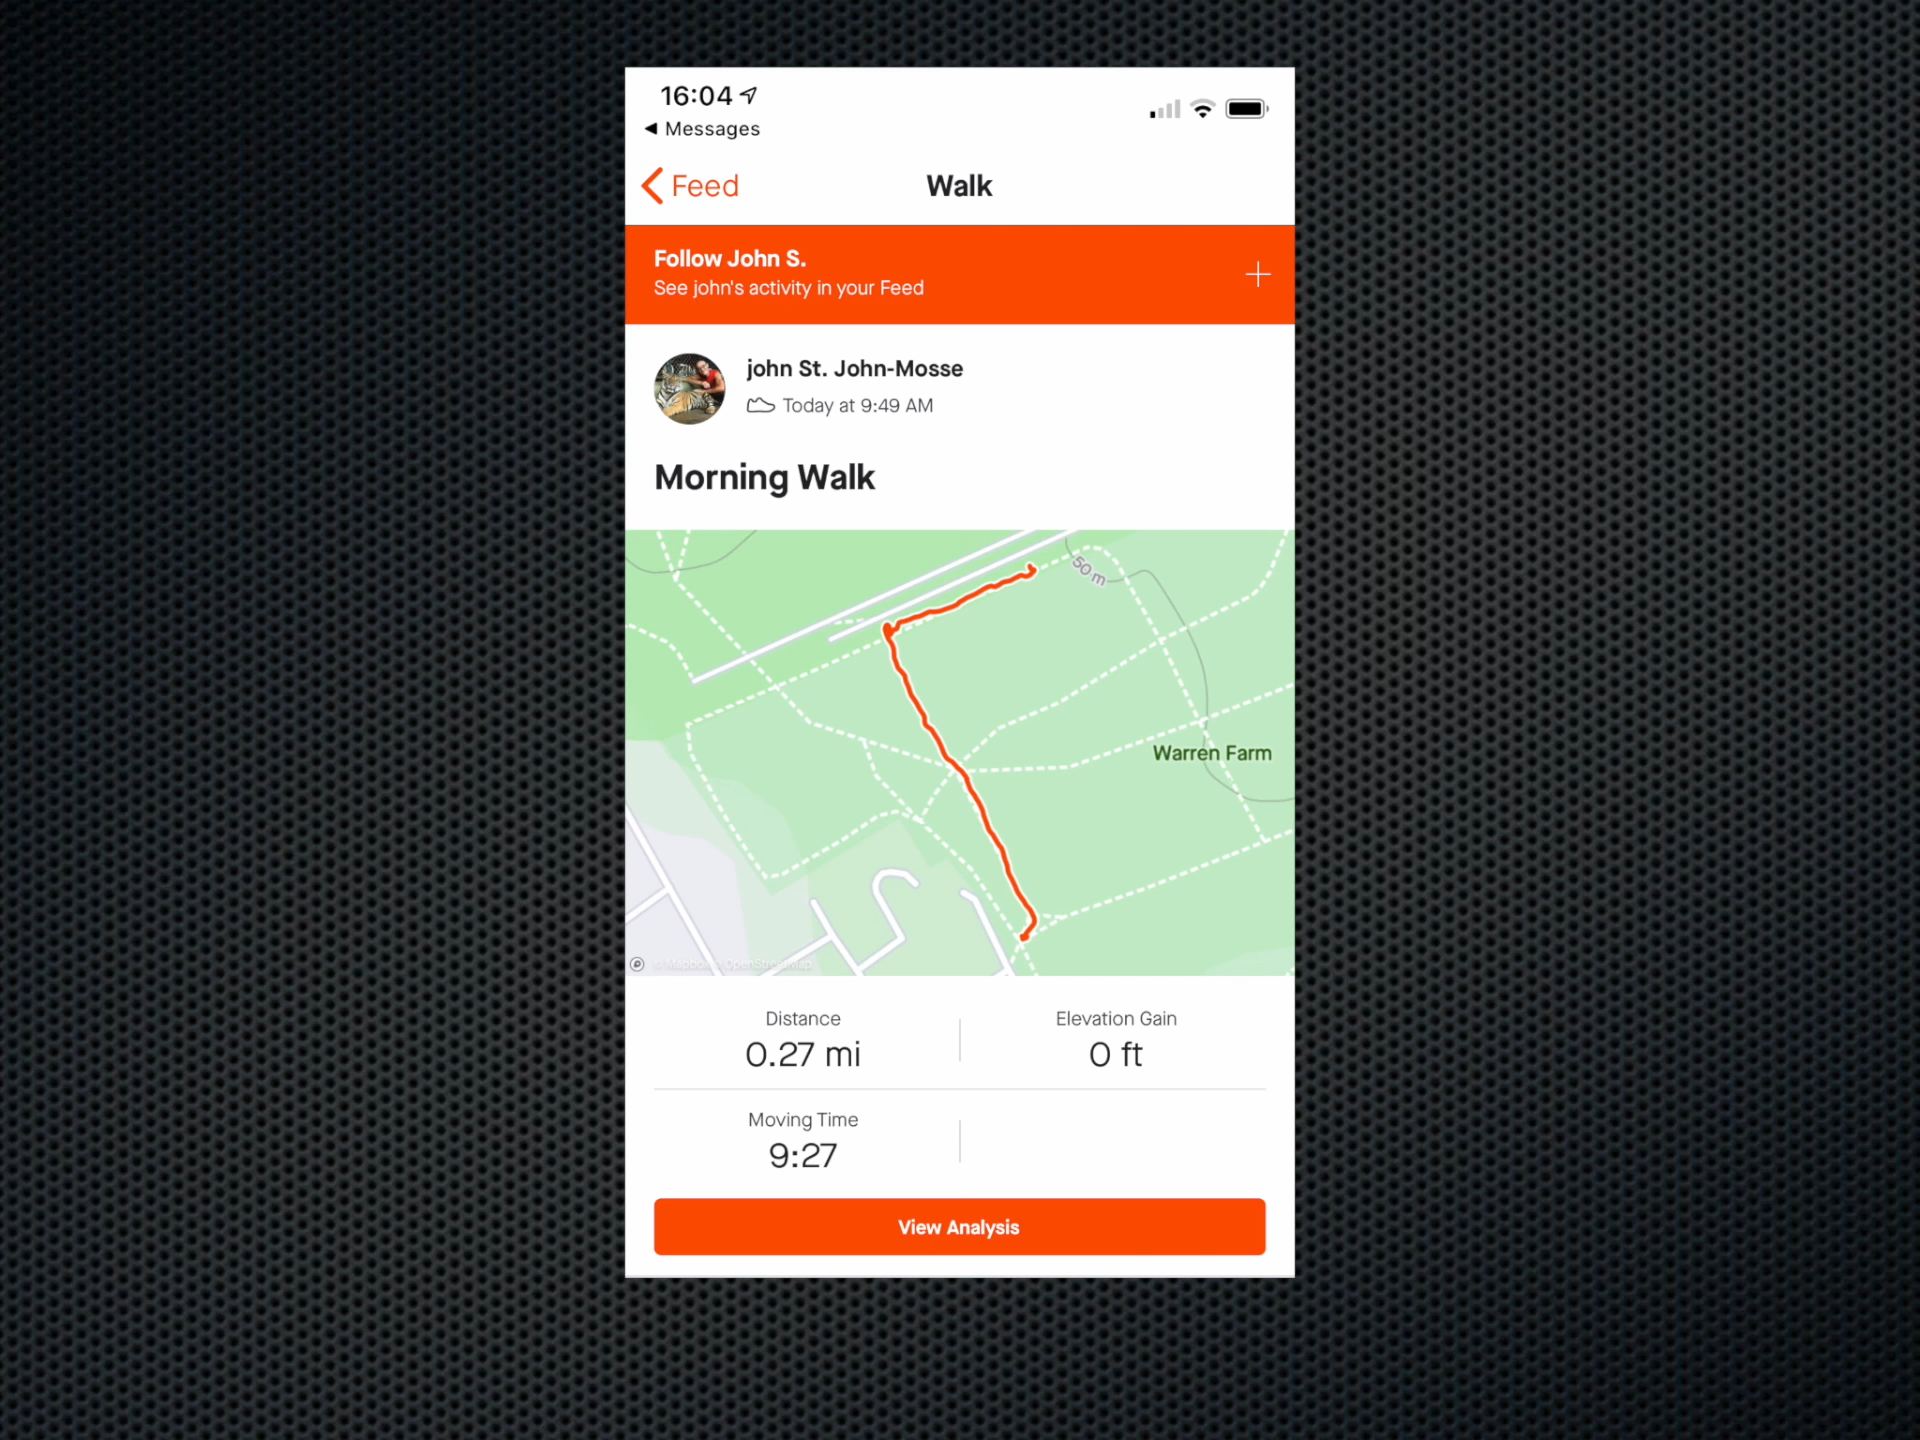 16:04
◀ Messages
Feed
Walk
Follow John S.
See john's activity in your Feed
john St. John-Mosse
Today at 9:49 AM
Morning Walk
50 m
Warren Farm
© Mapbox © OpenStreetMap
Distance
0.27 mi
Elevation Gain
0 ft
Moving Time
9:27
View Analysis